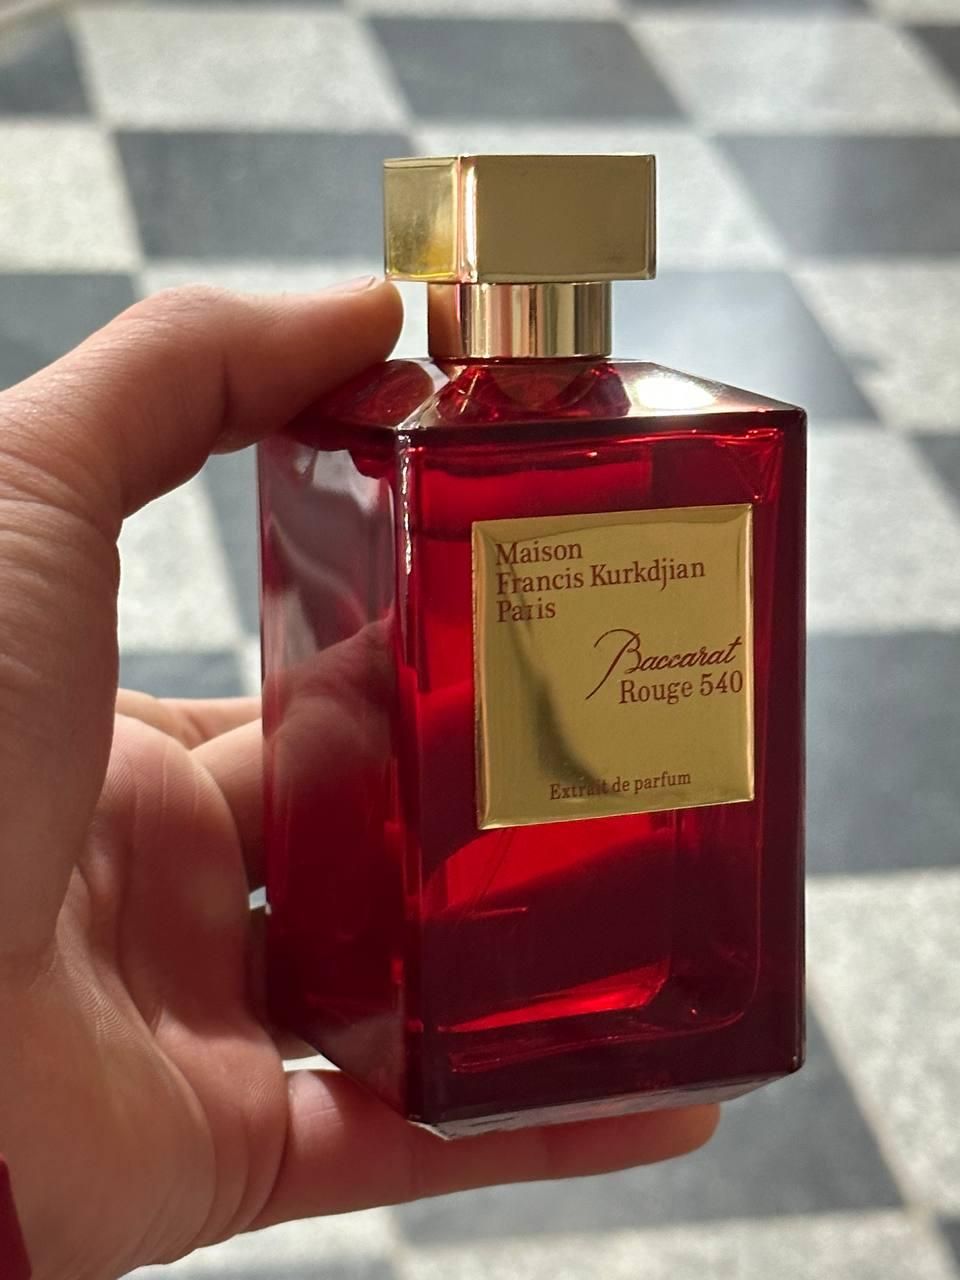 Maison
Francis Kurkdjian
Paris
Baccarat
Rouge 540
Extrait de parfum